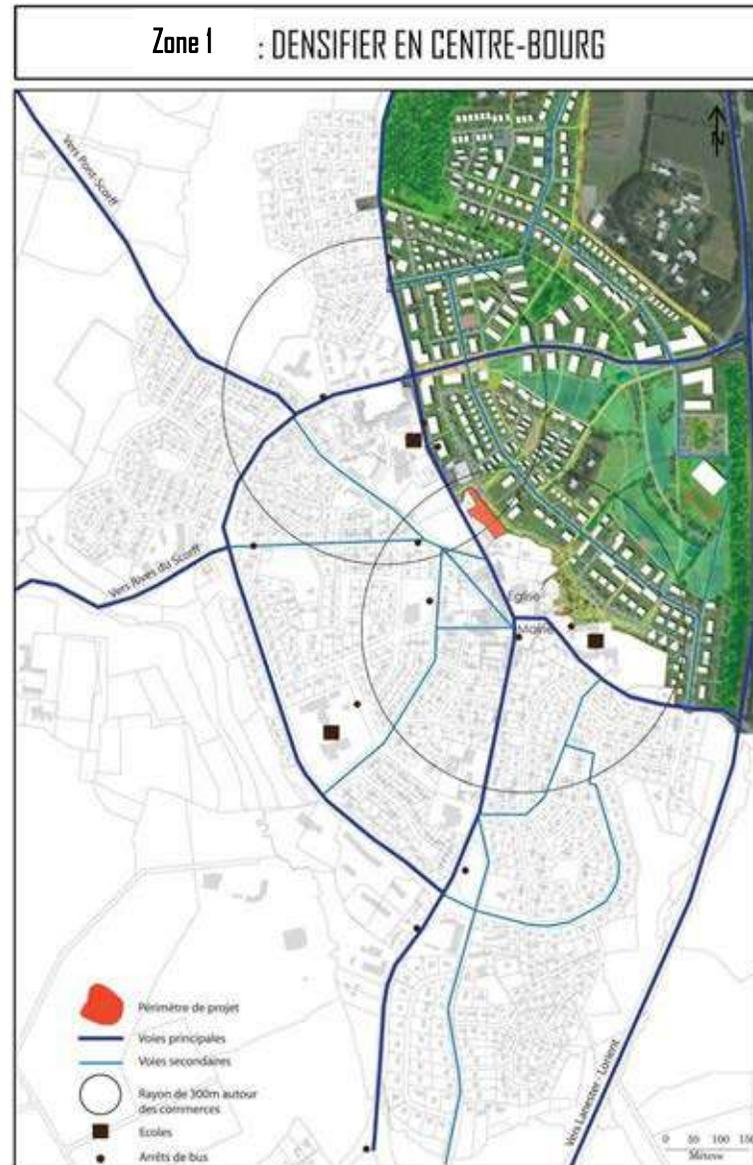 Zone 1 : DENSIFIER EN CENTRE-BOURG
N
Vers Pont-Scorff
Vers Rives du Scorff
Eglise
Mairie
Vers Lanester - Lorient
Périmètre de projet
Voies principales
Voies secondaires
Rayon de 300m autour
des commerces
Ecoles
Arrêts de bus
0 50 100 150
Mètres